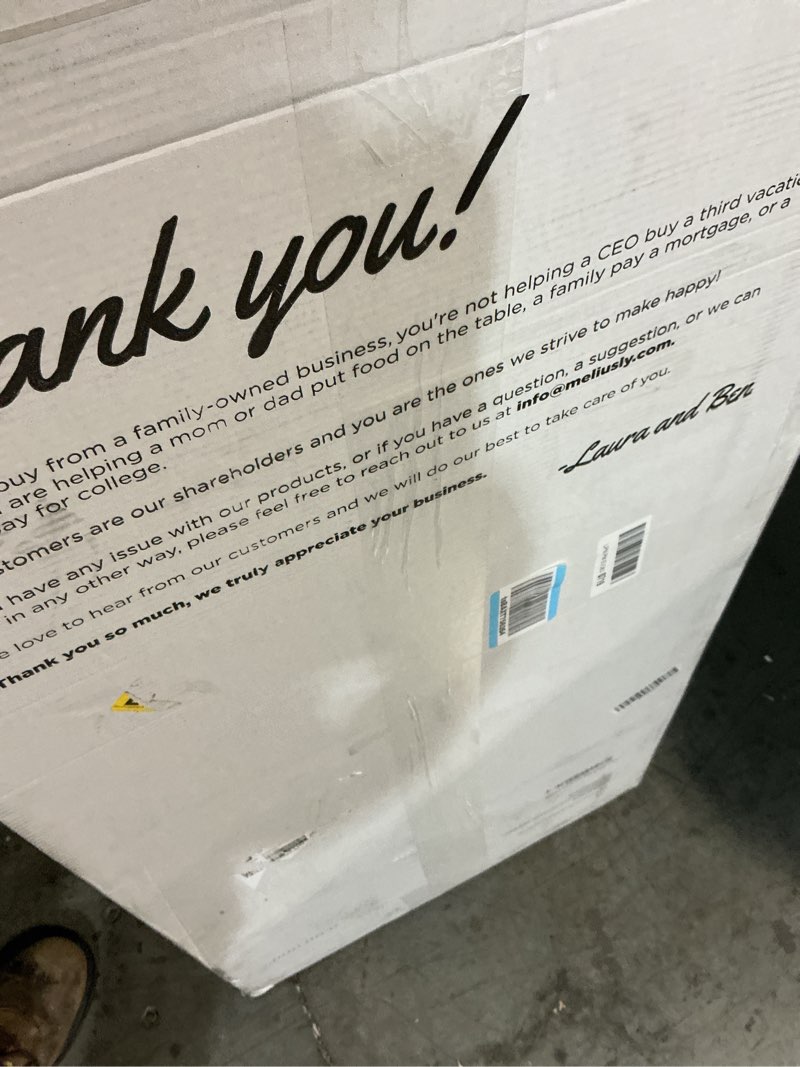 ank you!
buy from a family-owned business, you're not helping a CEO buy a third
are helping a mom or dad put food on the table, a family pay a mortgage, or a
for college.
are our shareholders and you are the ones we strive to make happy!
have any issue with our products, or if you have a question, a suggestion, or we can
in any other way, please feel free to reach out to us at info@meliusly.com.
love to hear from our customers and we will do our best to take care of you.
Thank you so much, we truly appreciate your business.
-Laura and Ben